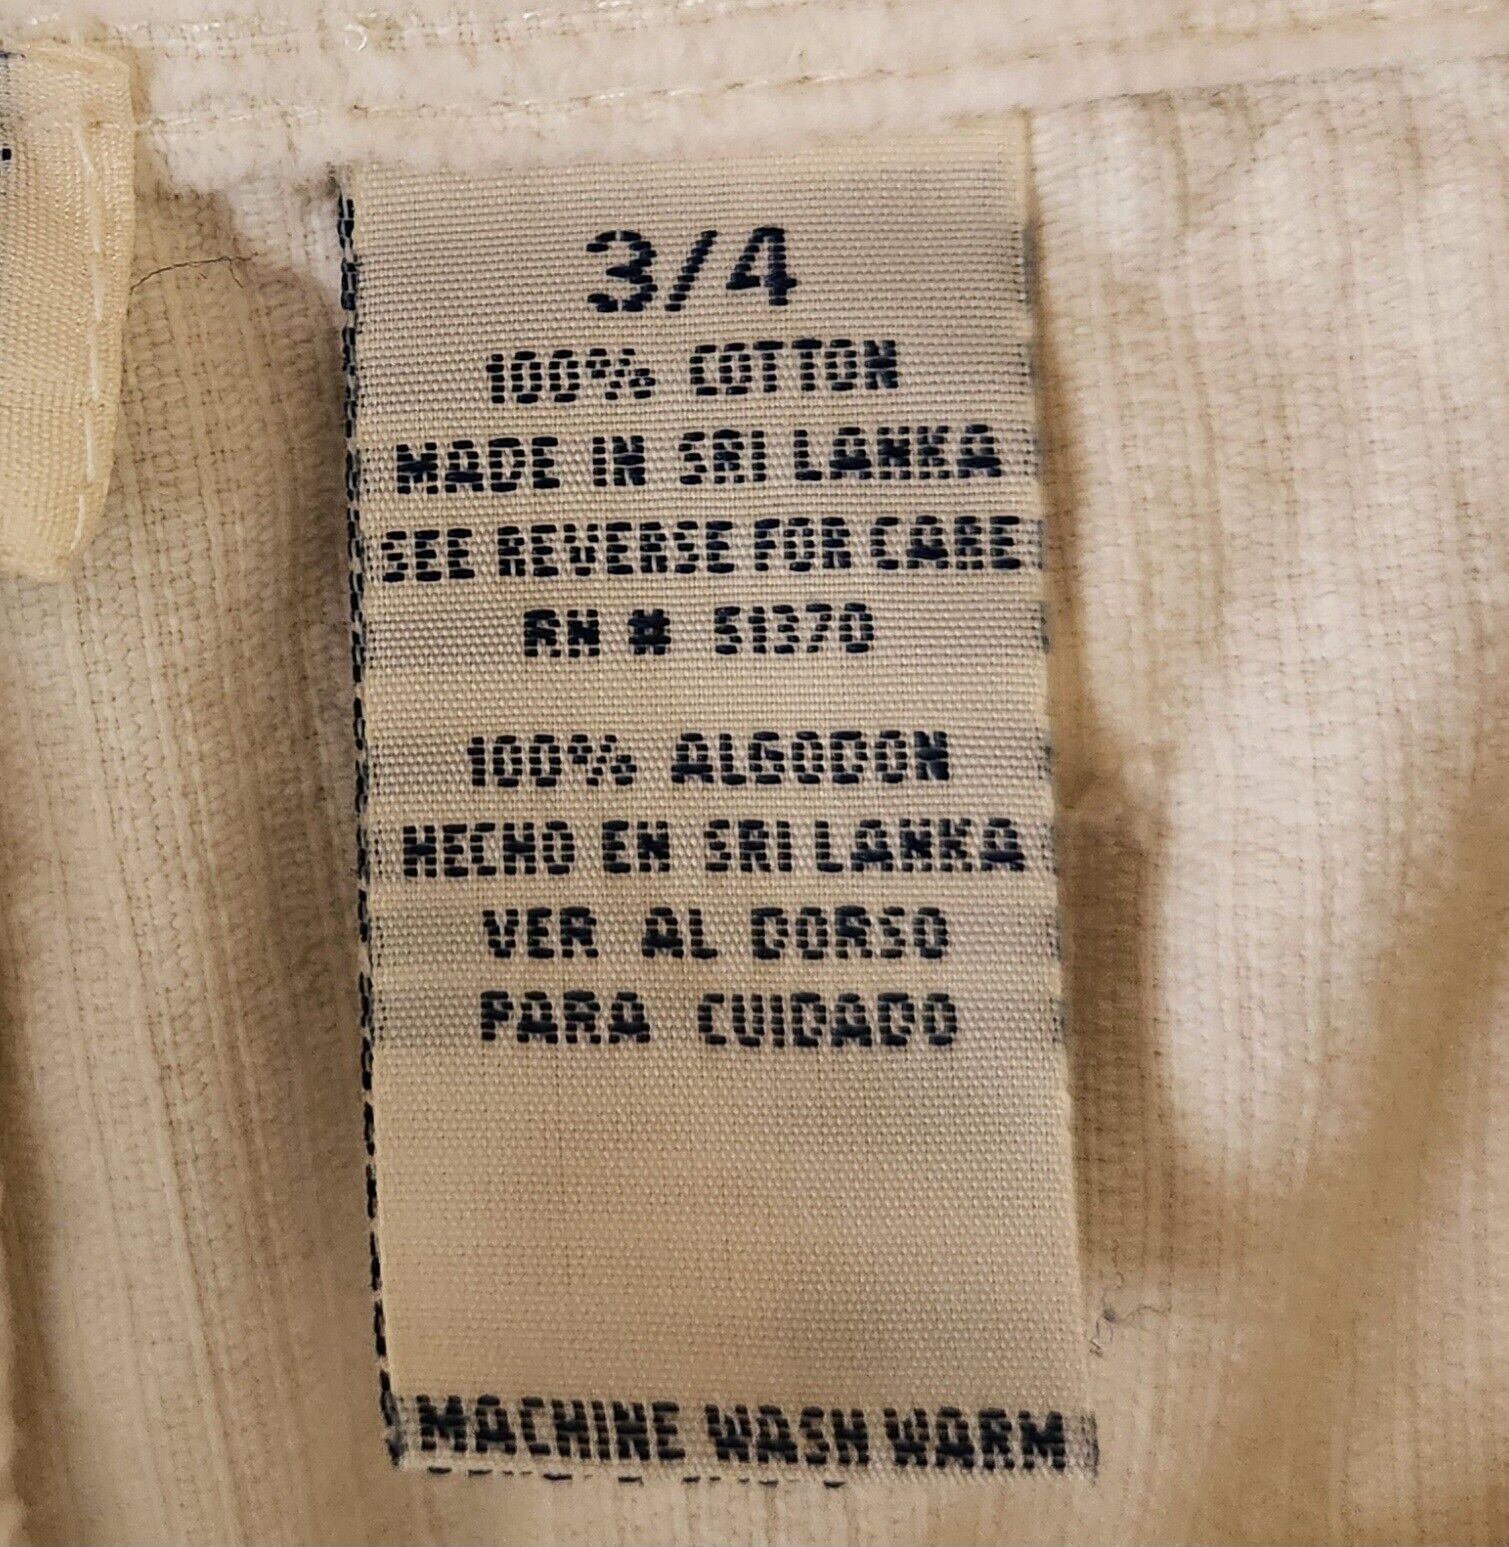 3/4
100% COTTON
MADE IN SRI LANKA
SEE REVERSE FOR CARE
RN # 51370
100% ALGODON
HECHO EN SRI LANKA
VER AL DORSO
PARA CUIDADO
MACHINE WASH WARM